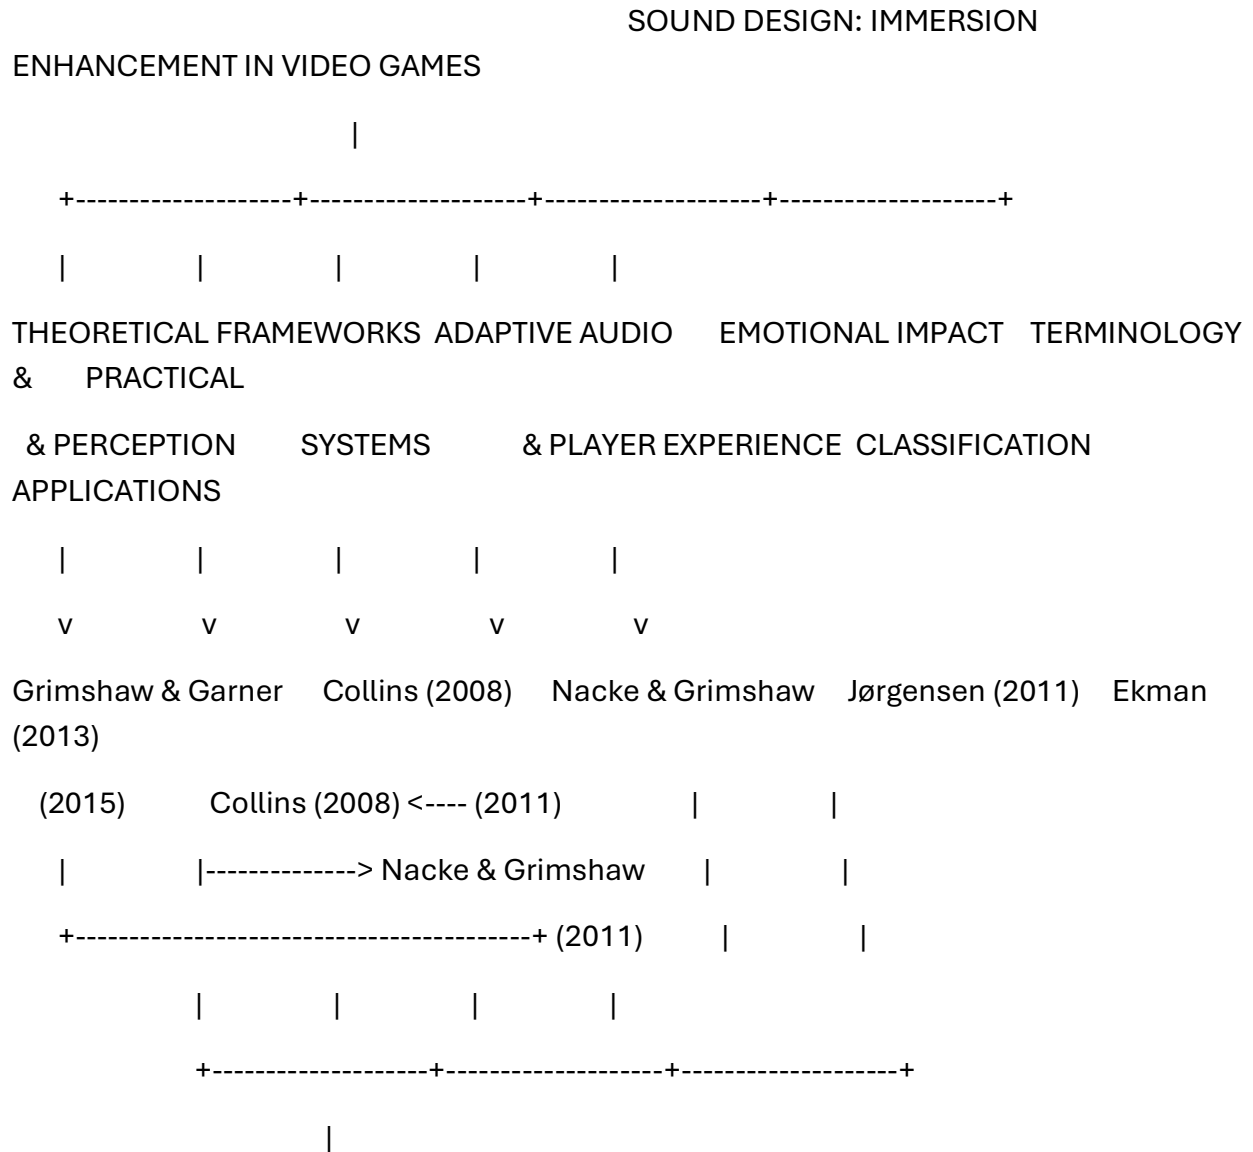 SOUND DESIGN: IMMERSION
ENHANCEMENT IN VIDEO GAMES
|
+--------------------+--------------------+--------------------+--------------------+
| | | | |
THEORETICAL FRAMEWORKS ADAPTIVE AUDIO EMOTIONAL IMPACT TERMINOLOGY
& PRACTICAL
& PERCEPTION SYSTEMS & PLAYER EXPERIENCE CLASSIFICATION
APPLICATIONS
| | | | |
v v v v v
Grimshaw & Garner Collins (2008) Nacke & Grimshaw Jørgensen (2011) Ekman
(2013)
(2015) Collins (2008) <---- (2011) | |
| |--------------> Nacke & Grimshaw | |
+------------------------------------------+ (2011) | |
| | | |
+--------------------+--------------------+--------------------+
|